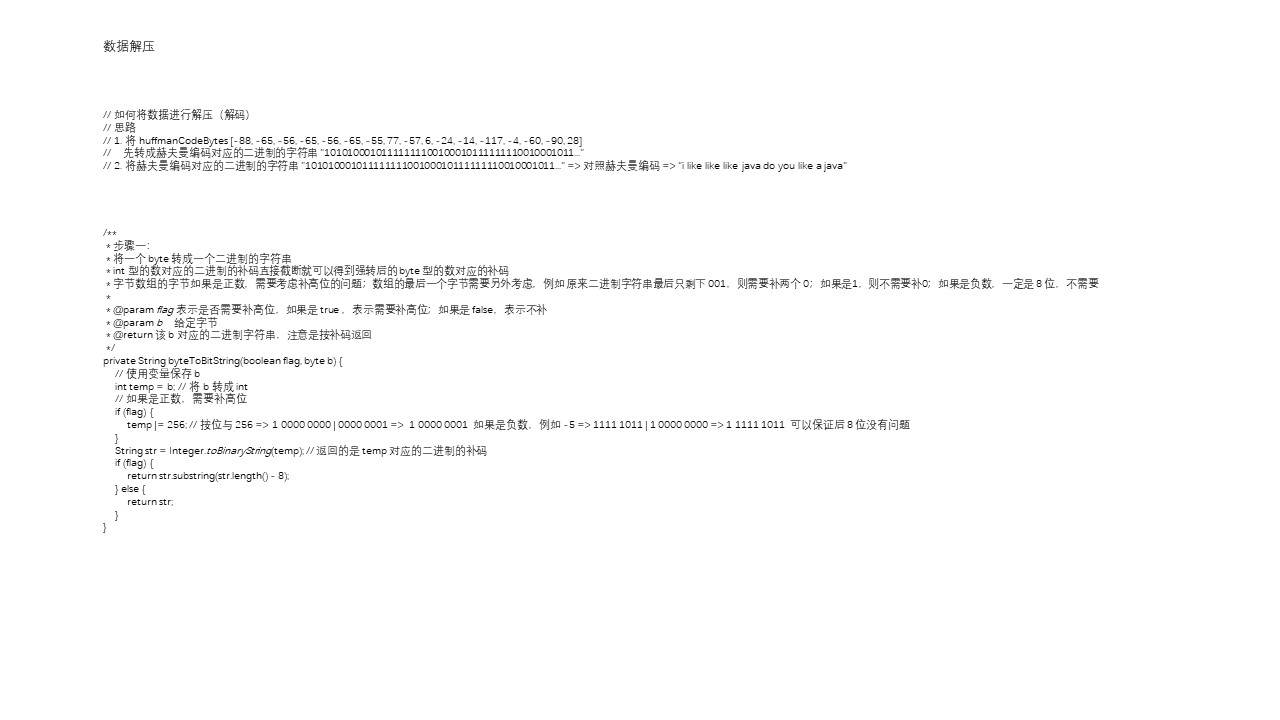 数据解压
// 如何将数据进行解压（解码）
// 思路
// 1. 将 huffmanCodeBytes [-88, -65, -56, -65, -56, -65, -55, 77, -57, 6, -24, -14, -117, -4, -60, -90, 28]
//    先转成赫夫曼编码对应的二进制的字符串 "1010100010111111110010001011111111001000 1011..."
// 2. 将赫夫曼编码对应的二进制的字符串 "1010100010111111110010001011111111001000 1011..." => 对照赫夫曼编码 => "i like like like java do you like a java"
/**
 * 步骤一：
 * 将一个 byte 转成一个二进制的字符串
 * int 型的数对应的二进制的补码直接截断就可以得到强转后的 byte 型的数对应的补码
 * 字节数组的字节如果是正数，需要考虑补高位的问题；数组的最后一个字节需要另外考虑，例如 原来二进制字符串最后只剩下 001，则需要补两个 0；如果是1，则不需要补0；如果是负数，一定是 8 位，不需要
 *
 * @param flag 表示是否需要补高位，如果是 true ，表示需要补高位；如果是 false，表示不补
 * @param b    给定字节
 * @return 该 b 对应的二进制字符串，注意是按补码返回
 */
private String byteToBitString(boolean flag, byte b) {
    // 使用变量保存 b
    int temp = b; // 将 b 转成 int
    // 如果是正数，需要补高位
    if (flag) {
        temp |= 256; // 按位与 256 => 1 0000 0000 | 0000 0001 =>  1 0000 0001  如果是负数，例如 -5 => 1111 1011 | 1 0000 0000 => 1 1111 1011  可以保证后 8 位没有问题
    }
    String str = Integer.toBinaryString(temp); // 返回的是 temp 对应的二进制的补码
    if (flag) {
        return str.substring(str.length() - 8);
    } else {
        return str;
    }
}